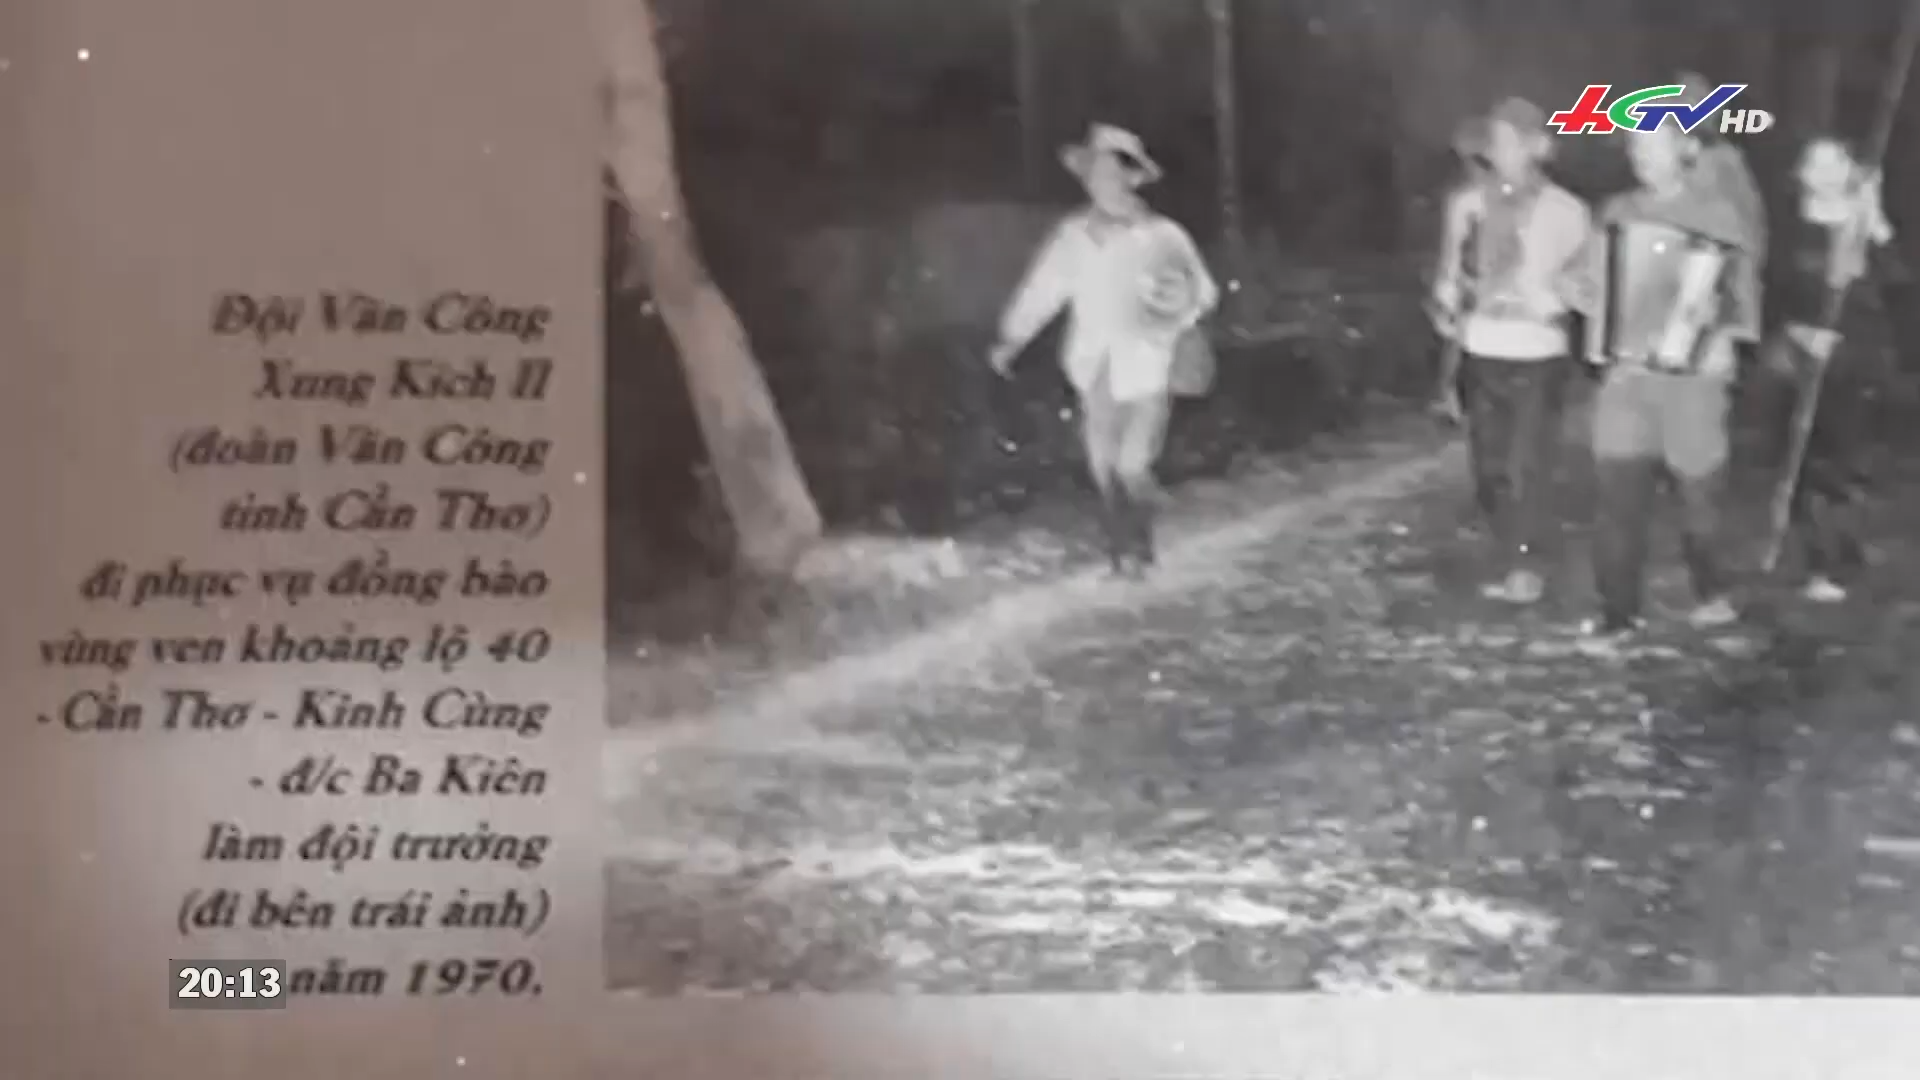 HGTV HD
Đội Văn Công
Xung Kích II
(đoàn Văn Công
tỉnh Cần Thơ)
đi phục vụ đồng bào
vùng ven khoảng lộ 40
- Cần Thơ - Kinh Cùng
- đ/c Ba Kiên
làm đội trưởng
(đi bên trái ảnh)
năm 1970.
20:13